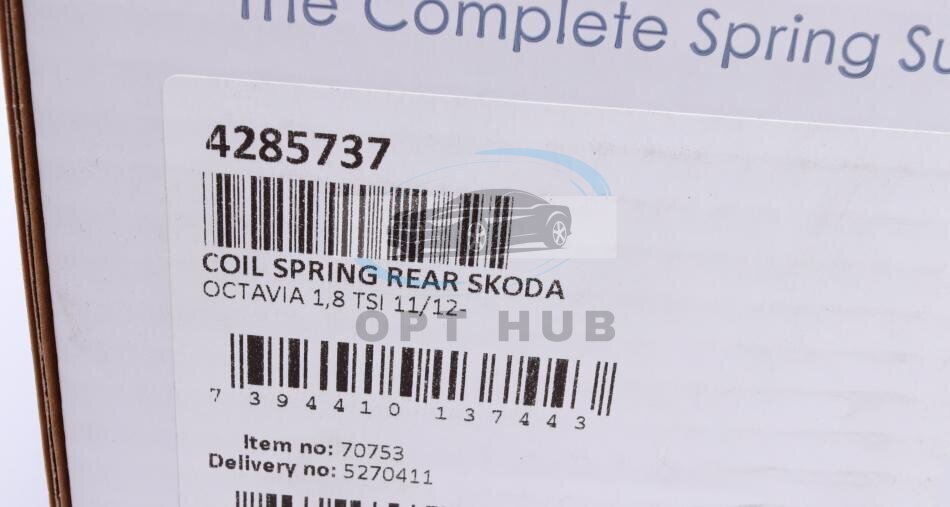 The Complete Spring Su
4285737
COIL SPRING REAR SKODA
OCTAVIA 1,8 TSI 11/12-
OPT HUB
7 394410 137443
Item no: 70753
Delivery no: 5270411